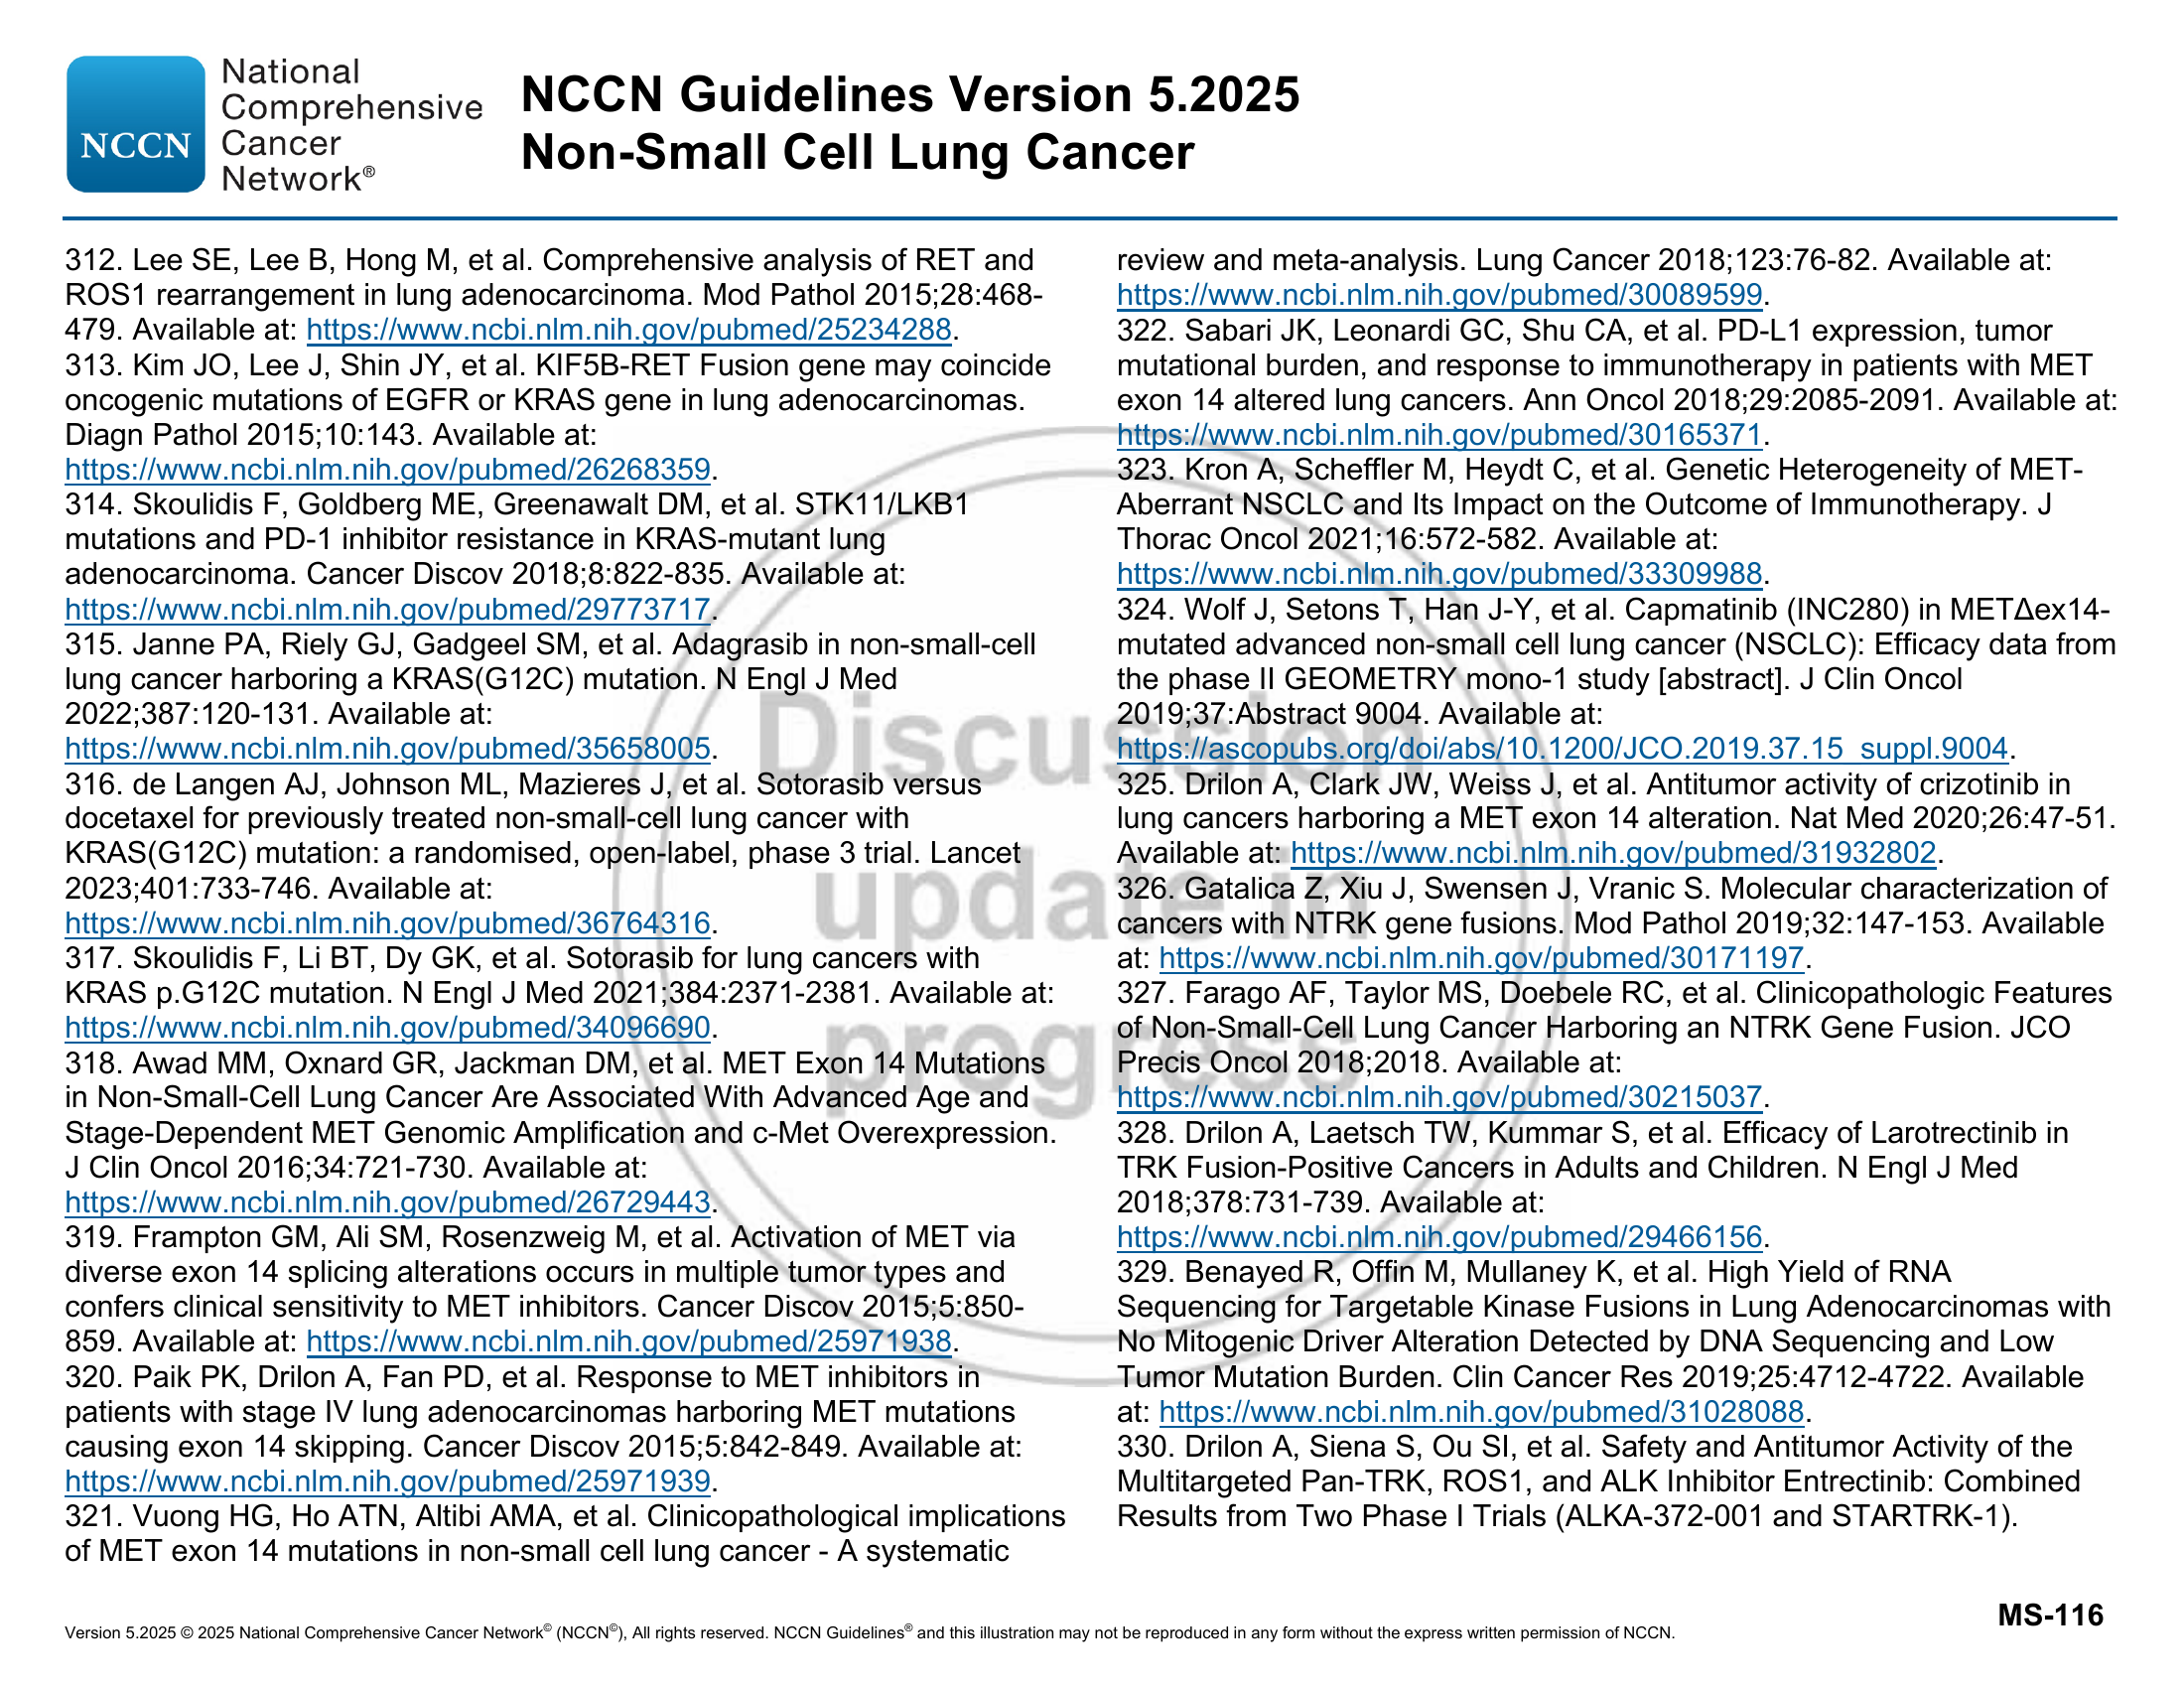 National
Comprehensive
NCCN Cancer
Network®
NCCN Guidelines Version 5.2025
Non-Small Cell Lung Cancer
312. Lee SE, Lee B, Hong M, et al. Comprehensive analysis of RET and
ROS1 rearrangement in lung adenocarcinoma. Mod Pathol 2015;28:468-
479. Available at: https://www.ncbi.nlm.nih.gov/pubmed/25234288.
313. Kim JO, Lee J, Shin JY, et al. KIF5B-RET Fusion gene may coincide
oncogenic mutations of EGFR or KRAS gene in lung adenocarcinomas.
Diagn Pathol 2015;10:143. Available at:
https://www.ncbi.nlm.nih.gov/pubmed/26268359.
314. Skoulidis F, Goldberg ME, Greenawalt DM, et al. STK11/LKB1
mutations and PD-1 inhibitor resistance in KRAS-mutant lung
adenocarcinoma. Cancer Discov 2018;8:822-835. Available at:
https://www.ncbi.nlm.nih.gov/pubmed/29773717.
315. Janne PA, Riely GJ, Gadgeel SM, et al. Adagrasib in non-small-cell
lung cancer harboring a KRAS(G12C) mutation. N Engl J Med
2022;387:120-131. Available at:
https://www.ncbi.nlm.nih.gov/pubmed/35658005.
316. de Langen AJ, Johnson ML, Mazieres J, et al. Sotorasib versus
docetaxel for previously treated non-small-cell lung cancer with
KRAS(G12C) mutation: a randomised, open-label, phase 3 trial. Lancet
2023;401:733-746. Available at:
https://www.ncbi.nlm.nih.gov/pubmed/36764316.
317. Skoulidis F, Li BT, Dy GK, et al. Sotorasib for lung cancers with
KRAS p.G12C mutation. N Engl J Med 2021;384:2371-2381. Available at:
https://www.ncbi.nlm.nih.gov/pubmed/34096690.
318. Awad MM, Oxnard GR, Jackman DM, et al. MET Exon 14 Mutations
in Non-Small-Cell Lung Cancer Are Associated With Advanced Age and
Stage-Dependent MET Genomic Amplification and c-Met Overexpression.
J Clin Oncol 2016;34:721-730. Available at:
https://www.ncbi.nlm.nih.gov/pubmed/26729443.
319. Frampton GM, Ali SM, Rosenzweig M, et al. Activation of MET via
diverse exon 14 splicing alterations occurs in multiple tumor types and
confers clinical sensitivity to MET inhibitors. Cancer Discov 2015;5:850-
859. Available at: https://www.ncbi.nlm.nih.gov/pubmed/25971938.
320. Paik PK, Drilon A, Fan PD, et al. Response to MET inhibitors in
patients with stage IV lung adenocarcinomas harboring MET mutations
causing exon 14 skipping. Cancer Discov 2015;5:842-849. Available at:
https://www.ncbi.nlm.nih.gov/pubmed/25971939.
321. Vuong HG, Ho ATN, Altibi AMA, et al. Clinicopathological implications
of MET exon 14 mutations in non-small cell lung cancer - A systematic
review and meta-analysis. Lung Cancer 2018;123:76-82. Available at:
https://www.ncbi.nlm.nih.gov/pubmed/30089599.
322. Sabari JK, Leonardi GC, Shu CA, et al. PD-L1 expression, tumor
mutational burden, and response to immunotherapy in patients with MET
exon 14 altered lung cancers. Ann Oncol 2018;29:2085-2091. Available at:
https://www.ncbi.nlm.nih.gov/pubmed/30165371.
323. Kron A, Scheffler M, Heydt C, et al. Genetic Heterogeneity of MET-
Aberrant NSCLC and Its Impact on the Outcome of Immunotherapy. J
Thorac Oncol 2021;16:572-582. Available at:
https://www.ncbi.nlm.nih.gov/pubmed/33309988.
324. Wolf J, Setons T, Han J-Y, et al. Capmatinib (INC280) in METΔex14-
mutated advanced non-small cell lung cancer (NSCLC): Efficacy data from
the phase II GEOMETRY mono-1 study [abstract]. J Clin Oncol
2019;37:Abstract 9004. Available at:
https://ascopubs.org/doi/abs/10.1200/JCO.2019.37.15_suppl.9004.
325. Drilon A, Clark JW, Weiss J, et al. Antitumor activity of crizotinib in
lung cancers harboring a MET exon 14 alteration. Nat Med 2020;26:47-51.
Available at: https://www.ncbi.nlm.nih.gov/pubmed/31932802.
326. Gatalica Z, Xiu J, Swensen J, Vranic S. Molecular characterization of
cancers with NTRK gene fusions. Mod Pathol 2019;32:147-153. Available
at: https://www.ncbi.nlm.nih.gov/pubmed/30171197.
327. Farago AF, Taylor MS, Doebele RC, et al. Clinicopathologic Features
of Non-Small-Cell Lung Cancer Harboring an NTRK Gene Fusion. JCO
Precis Oncol 2018;2018. Available at:
https://www.ncbi.nlm.nih.gov/pubmed/30215037.
328. Drilon A, Laetsch TW, Kummar S, et al. Efficacy of Larotrectinib in
TRK Fusion-Positive Cancers in Adults and Children. N Engl J Med
2018;378:731-739. Available at:
https://www.ncbi.nlm.nih.gov/pubmed/29466156.
329. Benayed R, Offin M, Mullaney K, et al. High Yield of RNA
Sequencing for Targetable Kinase Fusions in Lung Adenocarcinomas with
No Mitogenic Driver Alteration Detected by DNA Sequencing and Low
Tumor Mutation Burden. Clin Cancer Res 2019;25:4712-4722. Available
at: https://www.ncbi.nlm.nih.gov/pubmed/31028088.
330. Drilon A, Siena S, Ou SI, et al. Safety and Antitumor Activity of the
Multitargeted Pan-TRK, ROS1, and ALK Inhibitor Entrectinib: Combined
Results from Two Phase I Trials (ALKA-372-001 and STARTRK-1).
Discussion
update in
progress
MS-116
Version 5.2025 © 2025 National Comprehensive Cancer Network© (NCCN©), All rights reserved. NCCN Guidelines® and this illustration may not be reproduced in any form without the express written permission of NCCN.